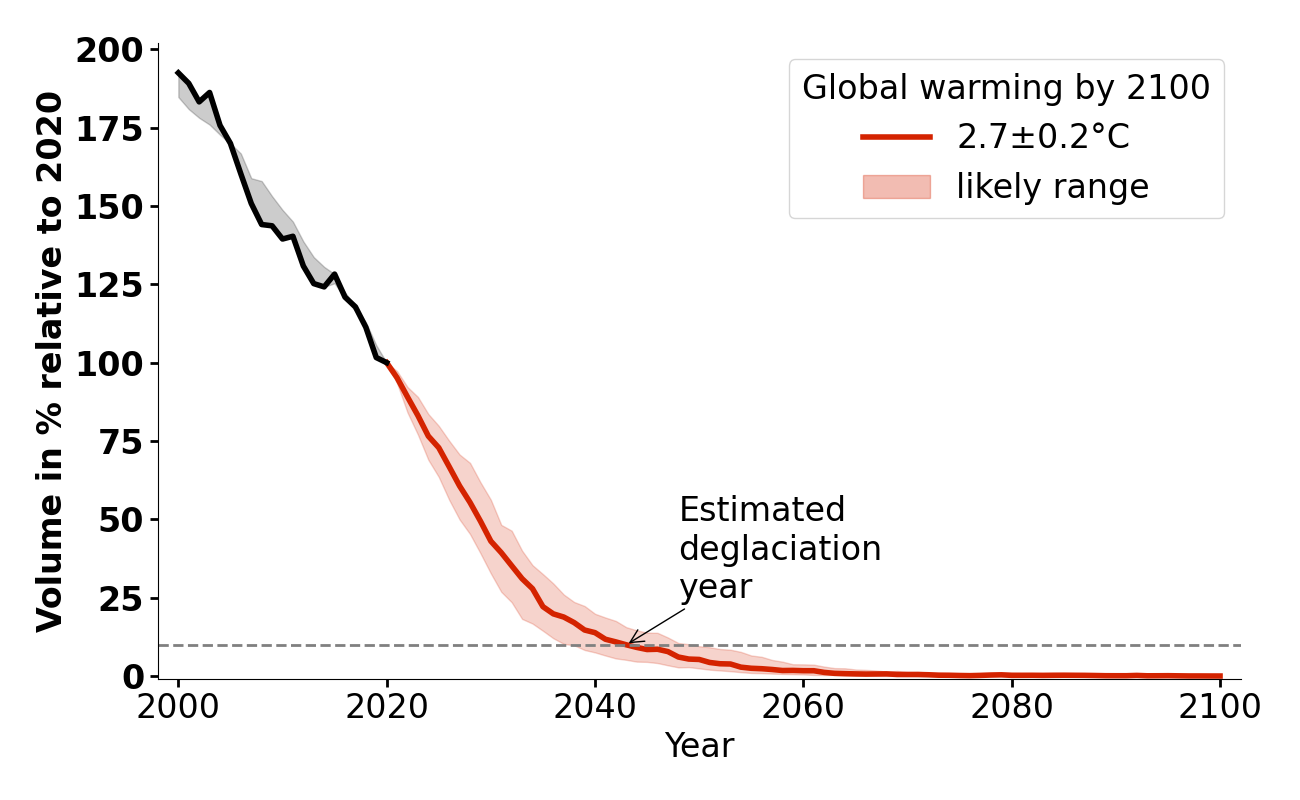 200
175
150
125
100
75
50
25
0
Volume in % relative to 2020
Global warming by 2100
2.7±0.2°C
likely range
Estimated
deglaciation
year
2000 2020 2040 2060 2080 2100
Year